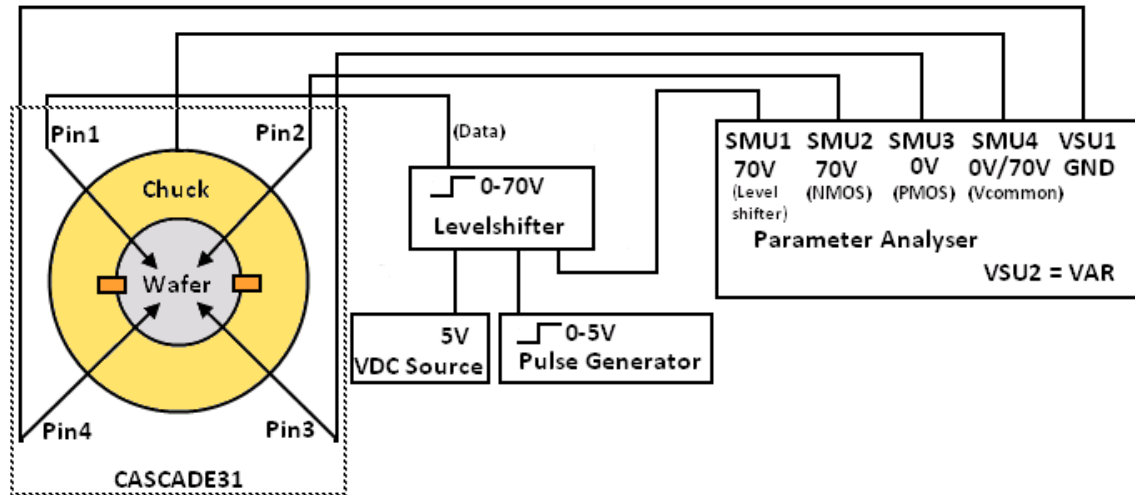 Pin1
Pin2
Chuck
Wafer
Pin4
Pin3
CASCADE31
(Data)
0-70V
Levelshifter
5V
VDC Source
0-5V
Pulse Generator
SMU1 SMU2 SMU3 SMU4 VSU1
70V 70V 0V 0V/70V GND
(Level (NMOS) (PMOS) (Vcommon)
shifter)
Parameter Analyser
VSU2 = VAR